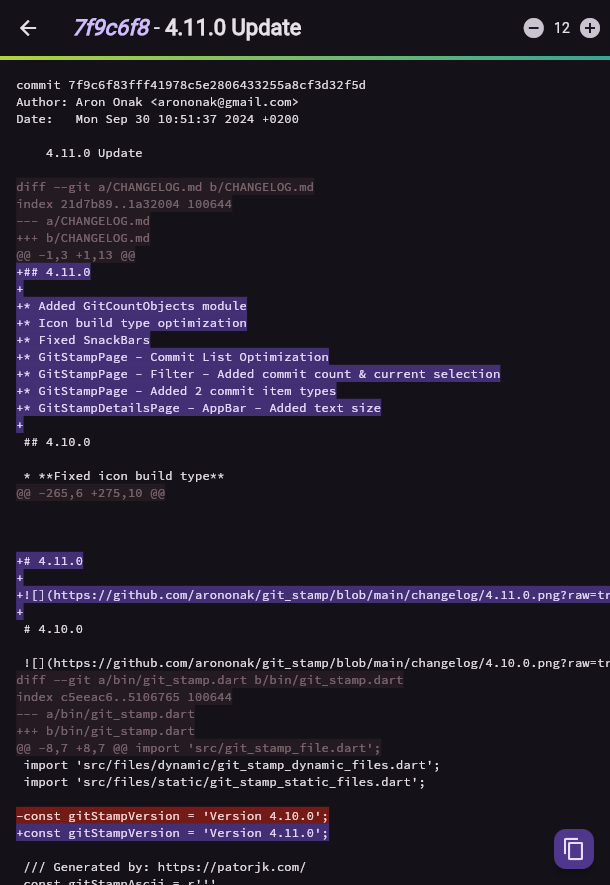 7f9c6f8 - 4.11.0 Update
12
commit 7f9c6f83fff41978c5e2806433255a8cf3d32f5d
Author: Aron Onak <arononak@gmail.com>
Date:   Mon Sep 30 10:51:37 2024 +0200
4.11.0 Update
diff --git a/CHANGELOG.md b/CHANGELOG.md
index 21d7b89..1a32004 100644
--- a/CHANGELOG.md
+++ b/CHANGELOG.md
@@ -1,3 +1,13 @@
+## 4.11.0
+
+* Added GitCountObjects module
+* Icon build type optimization
+* Fixed SnackBars
+* GitStampPage - Commit List Optimization
+* GitStampPage - Filter - Added commit count & current selection
+* GitStampPage - Added 2 commit item types
+* GitStampDetailsPage - AppBar - Added text size
+
## 4.10.0
* **Fixed icon build type**
@@ -265,6 +275,10 @@
+# 4.11.0
+
+![](https://github.com/arononak/git_stamp/blob/main/changelog/4.11.0.png?raw=tr
+
# 4.10.0
![](https://github.com/arononak/git_stamp/blob/main/changelog/4.10.0.png?raw=tr
diff --git a/bin/git_stamp.dart b/bin/git_stamp.dart
index c5eeac6..5106765 100644
--- a/bin/git_stamp.dart
+++ b/bin/git_stamp.dart
@@ -8,7 +8,7 @@ import 'src/git_stamp_file.dart';
import 'src/files/dynamic/git_stamp_dynamic_files.dart';
import 'src/files/static/git_stamp_static_files.dart';
-const gitStampVersion = 'Version 4.10.0';
+const gitStampVersion = 'Version 4.11.0';
/// Generated by: https://patorjk.com/
const gitStampAscii = r'''